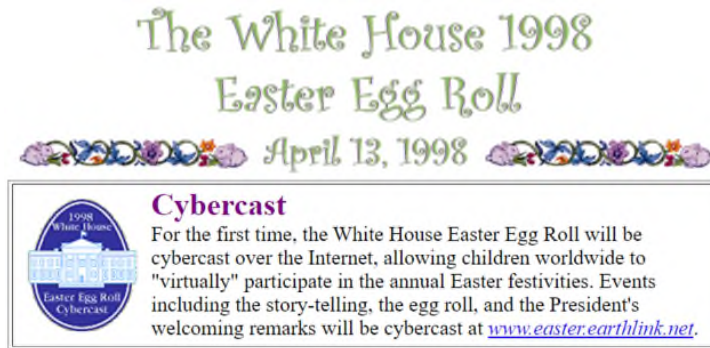 The White House 1998
Easter Egg Roll
April 13, 1998
1998
White House
Easter Egg Roll
Cybercast
Cybercast
For the first time, the White House Easter Egg Roll will be
cybercast over the Internet, allowing children worldwide to
"virtually" participate in the annual Easter festivities. Events
including the story-telling, the egg roll, and the President's
welcoming remarks will be cybercast at www.easter.earthlink.net.